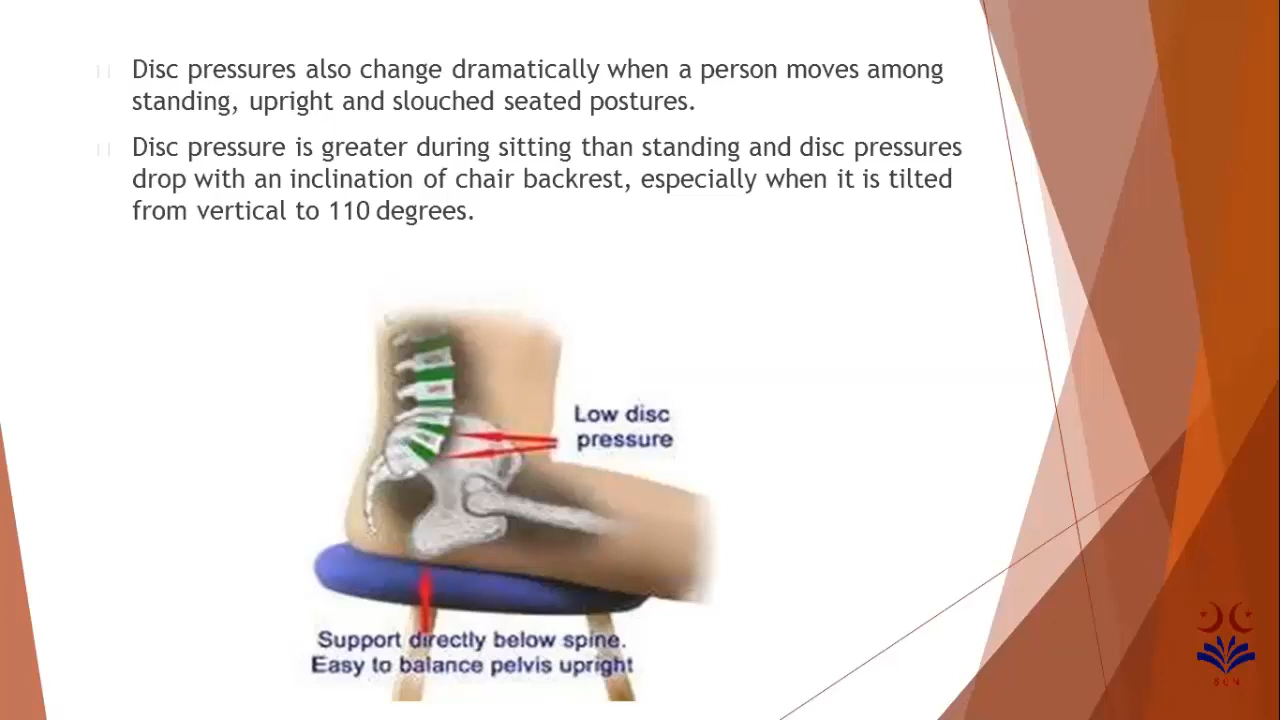 Disc pressures also change dramatically when a person moves among
standing, upright and slouched seated postures.
Disc pressure is greater during sitting than standing and disc pressures
drop with an inclination of chair backrest, especially when it is tilted
from vertical to 110 degrees.
Low disc
pressure
Support directly below spine.
Easy to balance pelvis upright